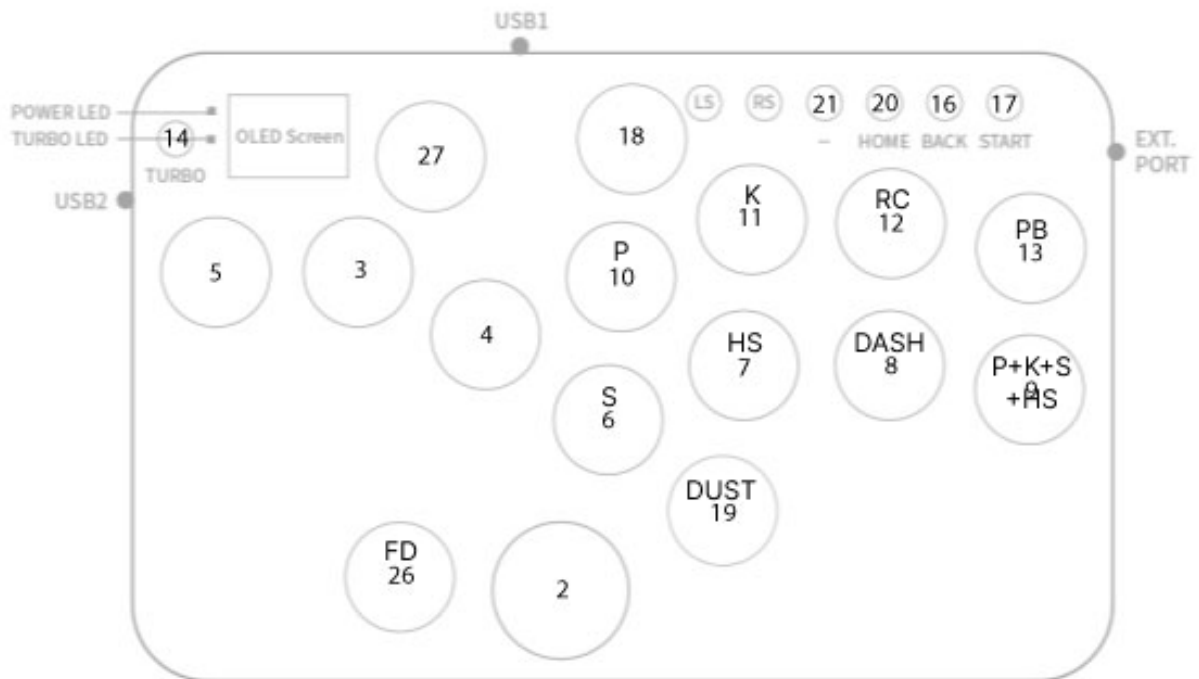 USB1
POWER LED
TURBO LED
14
TURBO
OLED Screen
USB2
27
18
LS
RS
21
20
16
17
–
HOME
BACK
START
EXT.
PORT
5
3
4
P
10
K
11
RC
12
PB
13
S
6
HS
7
DASH
8
P+K+S
9
+HS
DUST
19
FD
26
2